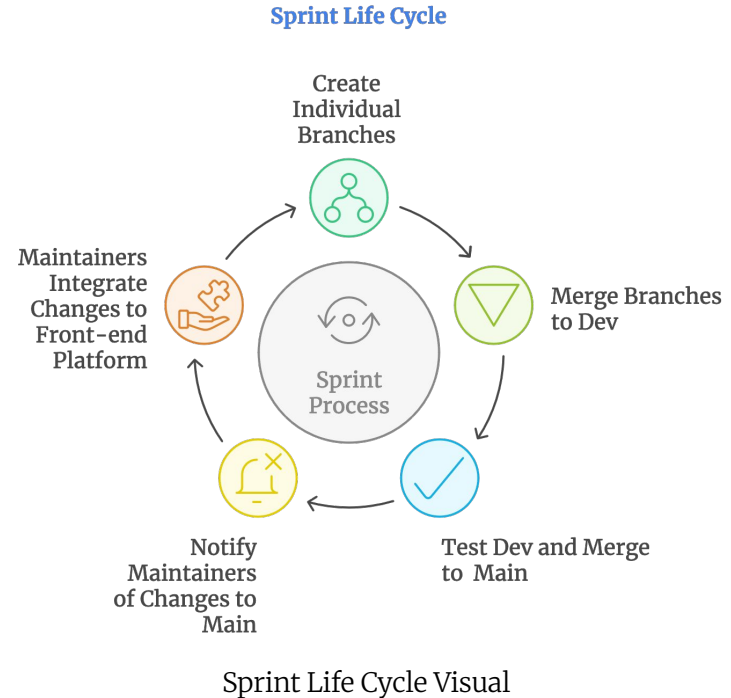 Sprint Life Cycle
Create
Individual
Branches
Merge Branches
to Dev
Test Dev and Merge
to Main
Notify
Maintainers
of Changes to
Main
Maintainers
Integrate
Changes to
Front-end
Platform
Sprint
Process
Sprint Life Cycle Visual